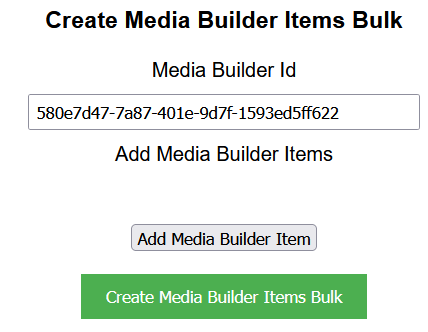 Create Media Builder Items Bulk
Media Builder Id
580e7d47-7a87-401e-9d7f-1593ed5ff622
Add Media Builder Items
Add Media Builder Item
Create Media Builder Items Bulk